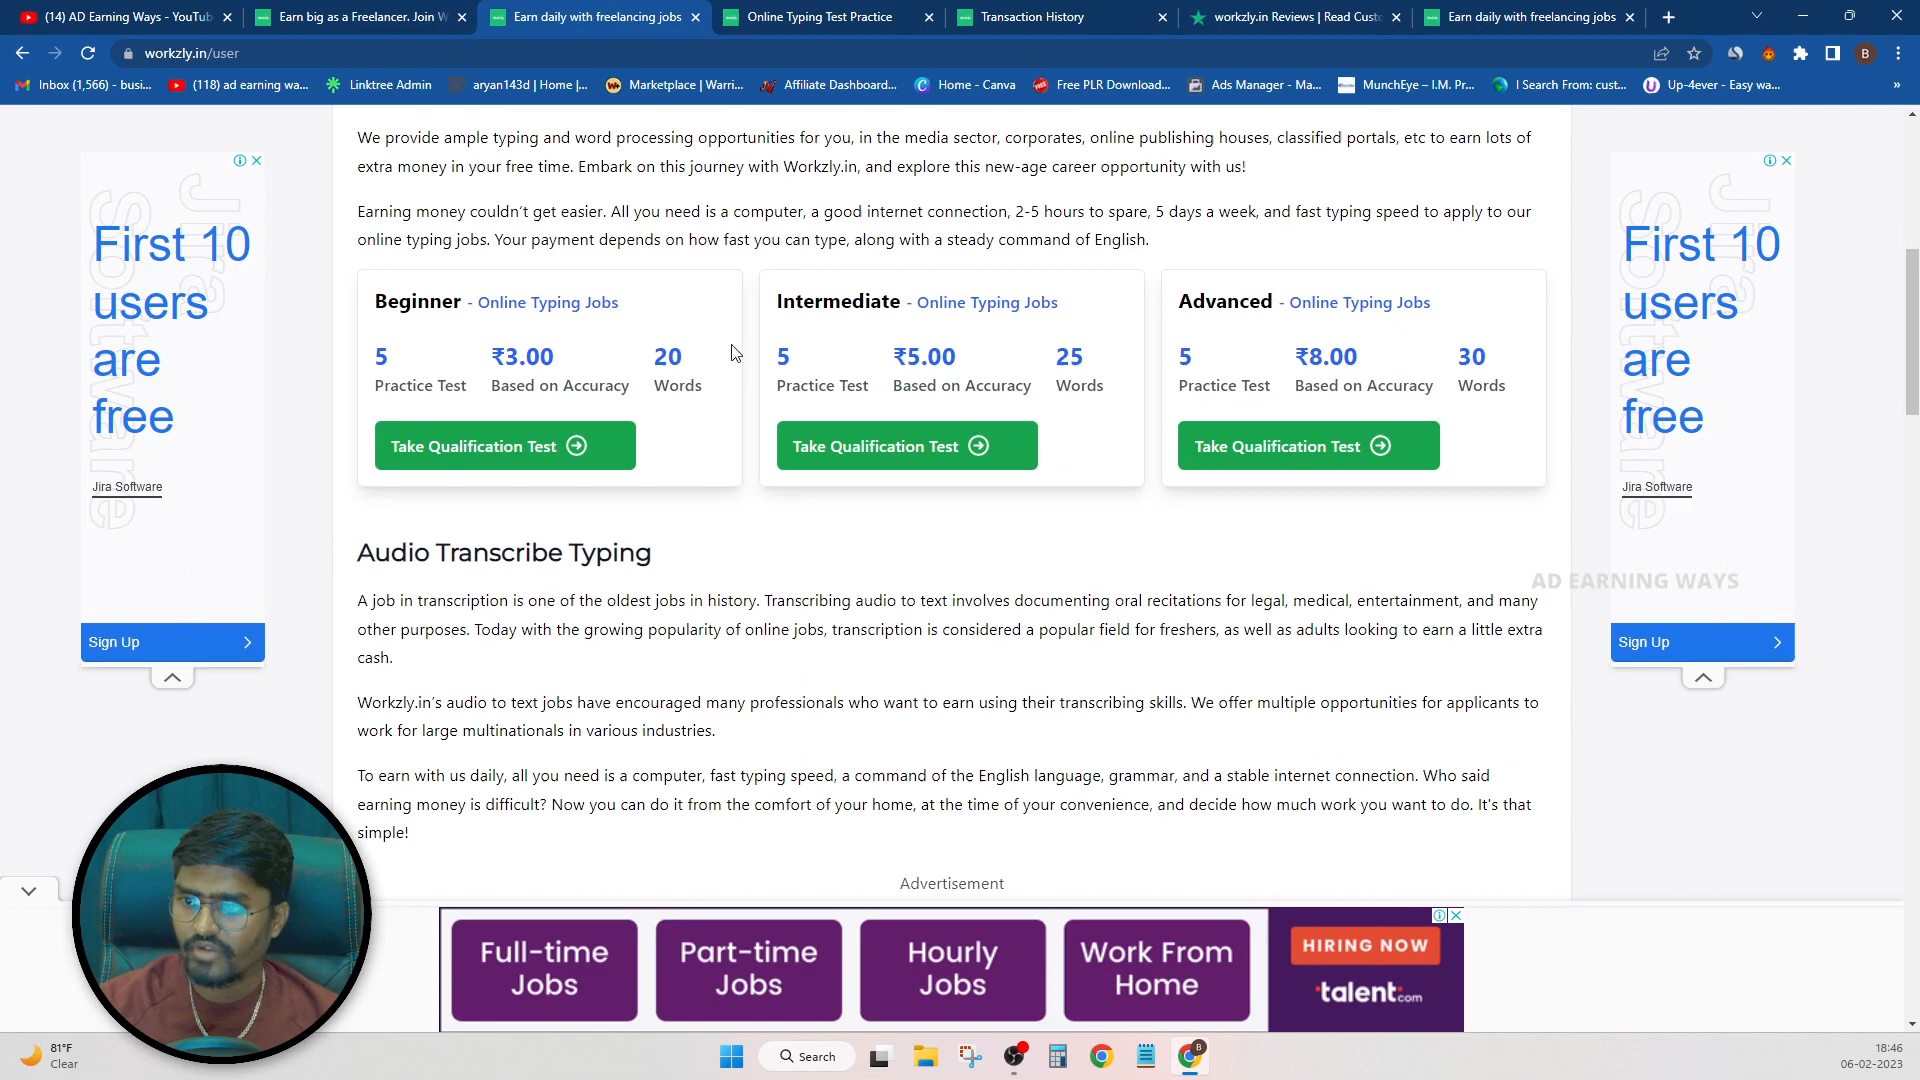 (14) AD Earning Ways - YouTub
Earn big as a Freelancer. Join W
Earn daily with freelancing jobs
Online Typing Test Practice
Transaction History
workzly.in Reviews | Read Custo
Earn daily with freelancing jobs
workzly.in/user
B
Inbox (1,566) - busi...
(118) ad earning wa...
Linktree Admin
aryan143d | Home |...
Marketplace | Warri...
Affiliate Dashboard...
Home - Canva
Free PLR Download...
Ads Manager - Ma...
MunchEye – I.M. Pr...
I Search From: cust...
Up-4ever - Easy wa...
»
We provide ample typing and word processing opportunities for you, in the media sector, corporates, online publishing houses, classified portals, etc to earn lots of
extra money in your free time. Embark on this journey with Workzly.in, and explore this new-age career opportunity with us!
Earning money couldn't get easier. All you need is a computer, a good internet connection, 2-5 hours to spare, 5 days a week, and fast typing speed to apply to our
online typing jobs. Your payment depends on how fast you can type, along with a steady command of English.
Jira
Software
First 10
users
are
free
Jira Software
Sign Up
Beginner - Online Typing Jobs
5
₹3.00
20
Practice Test
Based on Accuracy
Words
Take Qualification Test
Intermediate - Online Typing Jobs
5
₹5.00
25
Practice Test
Based on Accuracy
Words
Take Qualification Test
Advanced - Online Typing Jobs
5
₹8.00
30
Practice Test
Based on Accuracy
Words
Take Qualification Test
Jira
Software
First 10
users
are
free
Jira Software
Sign Up
Audio Transcribe Typing
AD EARNING WAYS
A job in transcription is one of the oldest jobs in history. Transcribing audio to text involves documenting oral recitations for legal, medical, entertainment, and many
other purposes. Today with the growing popularity of online jobs, transcription is considered a popular field for freshers, as well as adults looking to earn a little extra
cash.
Workzly.in's audio to text jobs have encouraged many professionals who want to earn using their transcribing skills. We offer multiple opportunities for applicants to
work for large multinationals in various industries.
To earn with us daily, all you need is a computer, fast typing speed, a command of the English language, grammar, and a stable internet connection. Who said
earning money is difficult? Now you can do it from the comfort of your home, at the time of your convenience, and decide how much work you want to do. It's that
simple!
Advertisement
Full-time
Jobs
Part-time
Jobs
Hourly
Jobs
Work From
Home
HIRING NOW
talent.com
81°F
Clear
Search
B
18:46
06-02-2023